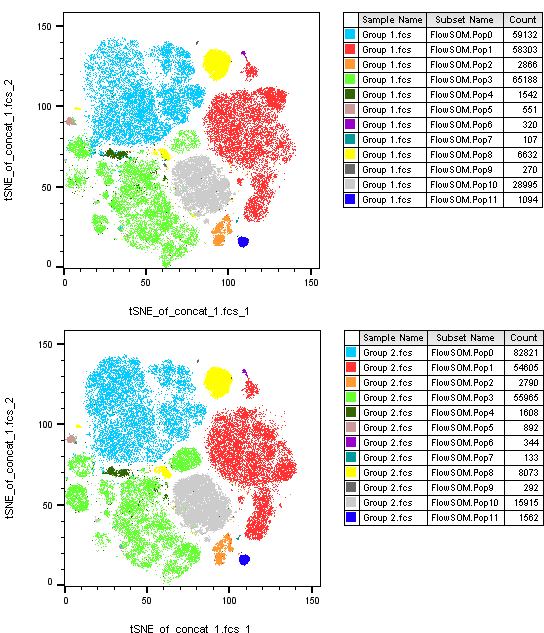 150
100
50
0
tSNE_of_concat_1.fcs_2
0 50 100 150
tSNE_of_concat_1.fcs_1
Sample Name Subset Name Count
Group 1.fcs FlowSOM.Pop0 59132
Group 1.fcs FlowSOM.Pop1 58303
Group 1.fcs FlowSOM.Pop2 2866
Group 1.fcs FlowSOM.Pop3 65188
Group 1.fcs FlowSOM.Pop4 1542
Group 1.fcs FlowSOM.Pop5 551
Group 1.fcs FlowSOM.Pop6 320
Group 1.fcs FlowSOM.Pop7 107
Group 1.fcs FlowSOM.Pop8 6632
Group 1.fcs FlowSOM.Pop9 270
Group 1.fcs FlowSOM.Pop10 28995
Group 1.fcs FlowSOM.Pop11 1094
150
100
50
0
tSNE_of_concat_1.fcs_2
0 50 100 150
tSNE_of_concat_1.fcs_1
Sample Name Subset Name Count
Group 2.fcs FlowSOM.Pop0 82821
Group 2.fcs FlowSOM.Pop1 54605
Group 2.fcs FlowSOM.Pop2 2790
Group 2.fcs FlowSOM.Pop3 55965
Group 2.fcs FlowSOM.Pop4 1608
Group 2.fcs FlowSOM.Pop5 892
Group 2.fcs FlowSOM.Pop6 344
Group 2.fcs FlowSOM.Pop7 133
Group 2.fcs FlowSOM.Pop8 8073
Group 2.fcs FlowSOM.Pop9 292
Group 2.fcs FlowSOM.Pop10 15915
Group 2.fcs FlowSOM.Pop11 1562